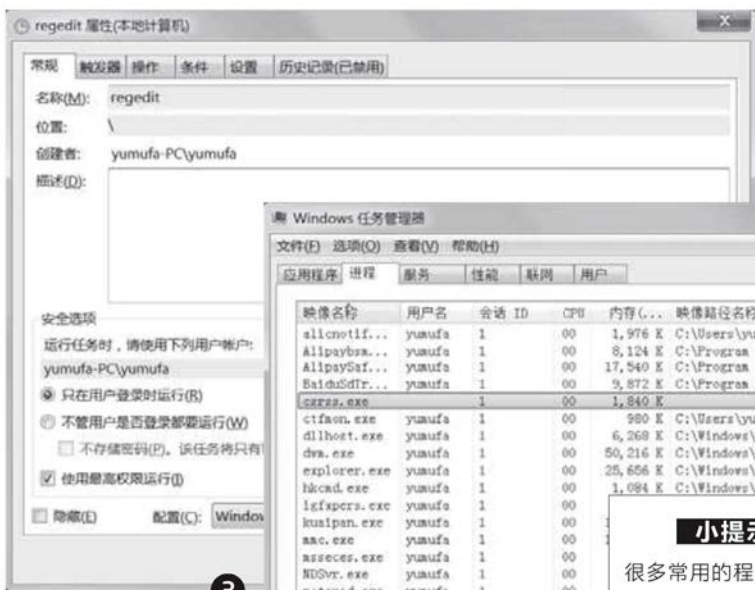 regedit 属性(本地计算机)
常规 触发器 操作 条件 设置 历史记录(已禁用)
名称(M): regedit
位置: \
创建者: yumufa-PC\yumufa
描述(D):
安全选项
运行任务时，请使用下列用户帐户:
yumufa-PC\yumufa
只在用户登录时运行(R)
不管用户是否登录都要运行(W)
不存储密码(P)。该任务将只有
使用最高权限运行(I)
隐藏(E) 配置(C): Window
Windows 任务管理器
文件(F) 选项(O) 查看(V) 帮助(H)
应用程序 进程 服务 性能 联网 用户
映像名称 用户名 会话 ID CPU 内存(... 映像路径名称
alicnotif... yumufa 1 00 1,976 K C:\Users\yu
Alipaybsm... yumufa 1 00 8,124 K C:\Program
AlipaySaf... yumufa 1 00 17,540 K C:\Program
BaiduSdTr... yumufa 1 00 9,872 K C:\Program
csrss.exe 1 00 1,840 K
ctfmon.exe yumufa 1 00 980 K C:\Users\yu
dllhost.exe yumufa 1 00 6,268 K C:\Windows\
dwm.exe yumufa 1 00 50,216 K C:\Windows\
explorer.exe yumufa 1 00 25,656 K C:\Windows\
hkcmd.exe yumufa 1 00 1,084 K C:\Windows\
igfxpers.exe yumufa 1 00
kuaipan.exe yumufa 1 00
mmc.exe yumufa 1 00
msseces.exe yumufa 1 00
NDSvr.exe yumufa 1 00
小提示
很多常用的程
3